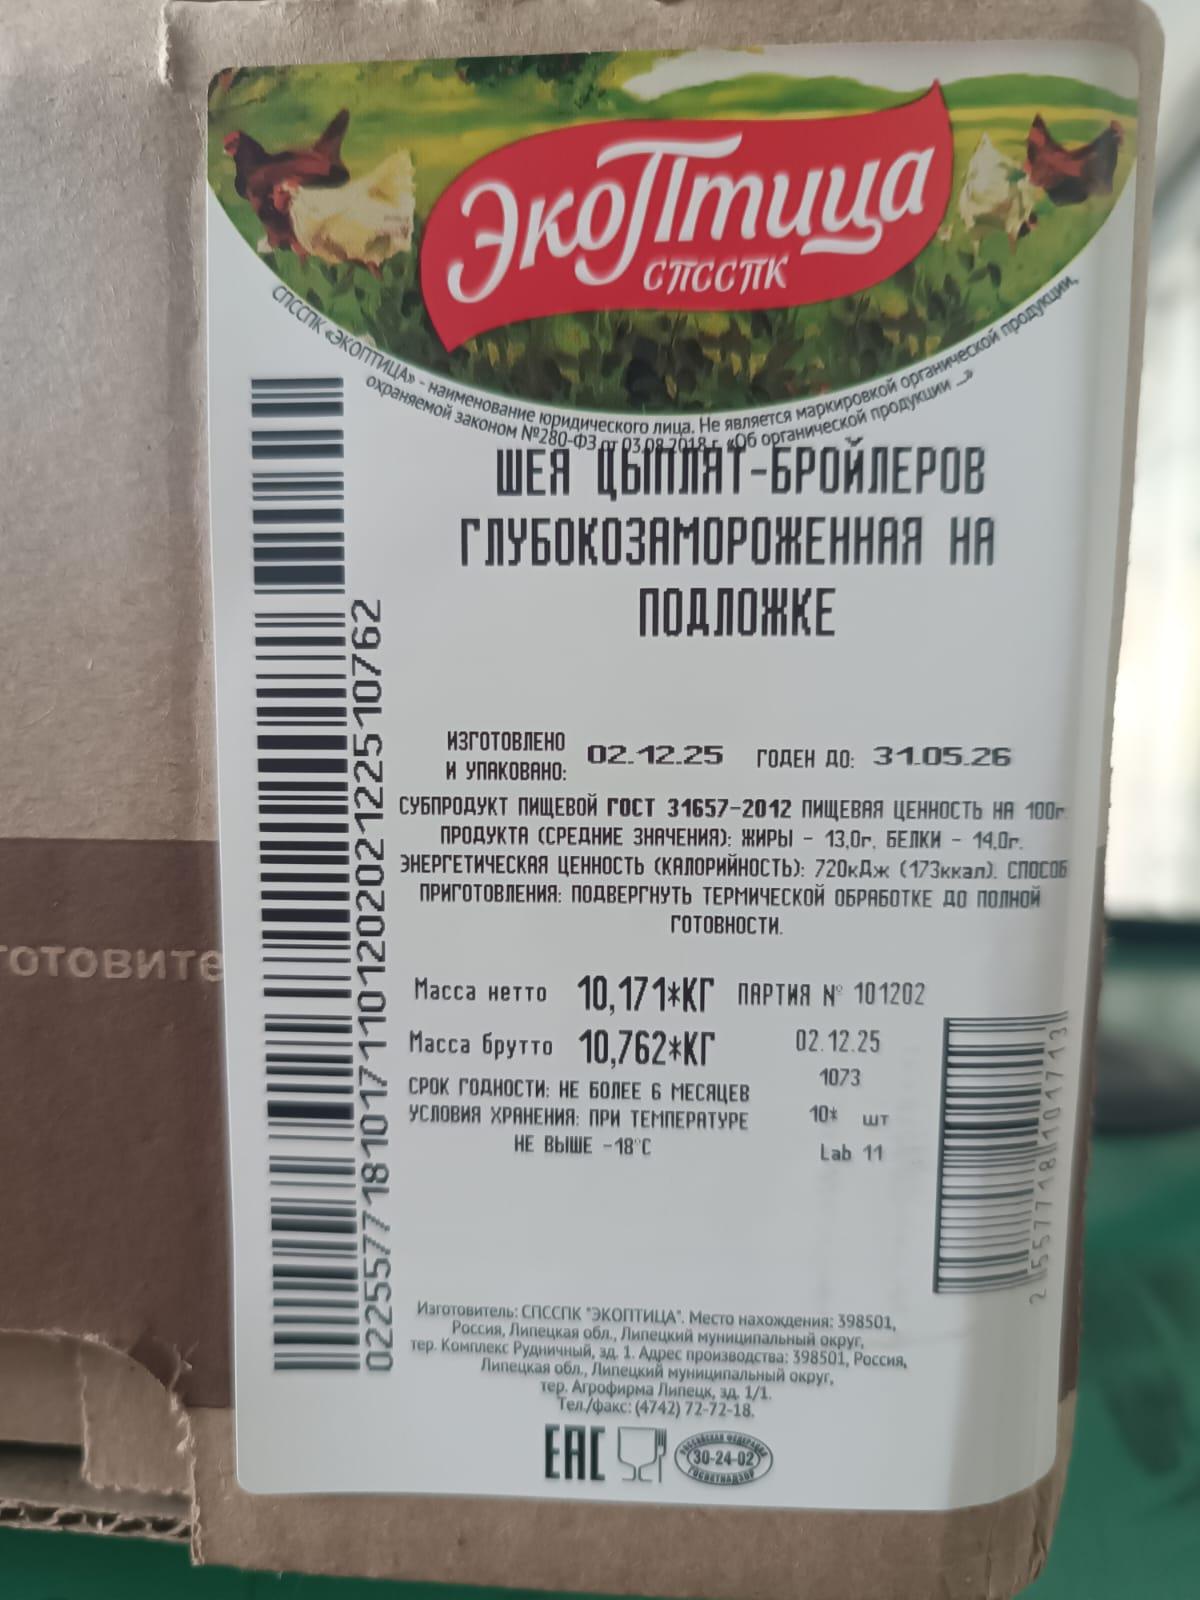 ЭкоПтица
СПССПК
СПССПК «ЭКОПТИЦА» - наименование юридического лица. Не является маркировкой органической продукции,
охраняемой законом №280-ФЗ от 03.08.2018 г. «Об органической продукции ...»
ШЕЯ ЦЫПЛЯТ-БРОЙЛЕРОВ
ГЛУБОКОЗАМОРОЖЕННАЯ НА
ПОДЛОЖКЕ
ИЗГОТОВЛЕНО
И УПАКОВАНО: 02.12.25 ГОДЕН ДО: 31.05.26
СУБПРОДУКТ ПИЩЕВОЙ ГОСТ 31657-2012 ПИЩЕВАЯ ЦЕННОСТЬ НА 100г
ПРОДУКТА (СРЕДНИЕ ЗНАЧЕНИЯ): ЖИРЫ - 13,0г, БЕЛКИ - 14,0г.
ЭНЕРГЕТИЧЕСКАЯ ЦЕННОСТЬ (КАЛОРИЙНОСТЬ): 720кДж (173ккал). СПОСОБ
ПРИГОТОВЛЕНИЯ: ПОДВЕРГНУТЬ ТЕРМИЧЕСКОЙ ОБРАБОТКЕ ДО ПОЛНОЙ
ГОТОВНОСТИ.
Масса нетто 10,171*КГ ПАРТИЯ № 101202
Масса брутто 10,762*КГ 02.12.25
СРОК ГОДНОСТИ: НЕ БОЛЕЕ 6 МЕСЯЦЕВ 1073
УСЛОВИЯ ХРАНЕНИЯ: ПРИ ТЕМПЕРАТУРЕ 10* шт
НЕ ВЫШЕ -18°С Lab 11
0225577181017110120202122510762
2557718101713
Изготовитель: СПССПК "ЭКОПТИЦА". Место нахождения: 398501,
Россия, Липецкая обл., Липецкий муниципальный округ,
тер. Комплекс Рудничный, зд. 1. Адрес производства: 398501, Россия,
Липецкая обл., Липецкий муниципальный округ,
тер. Агрофирма Липецк, зд. 1/1.
Тел./факс: (4742) 72-72-18.
ЕАС
РОССИЙСКАЯ ФЕДЕРАЦИЯ
30-24-02
ГОСВЕТНАДЗОР
готовите